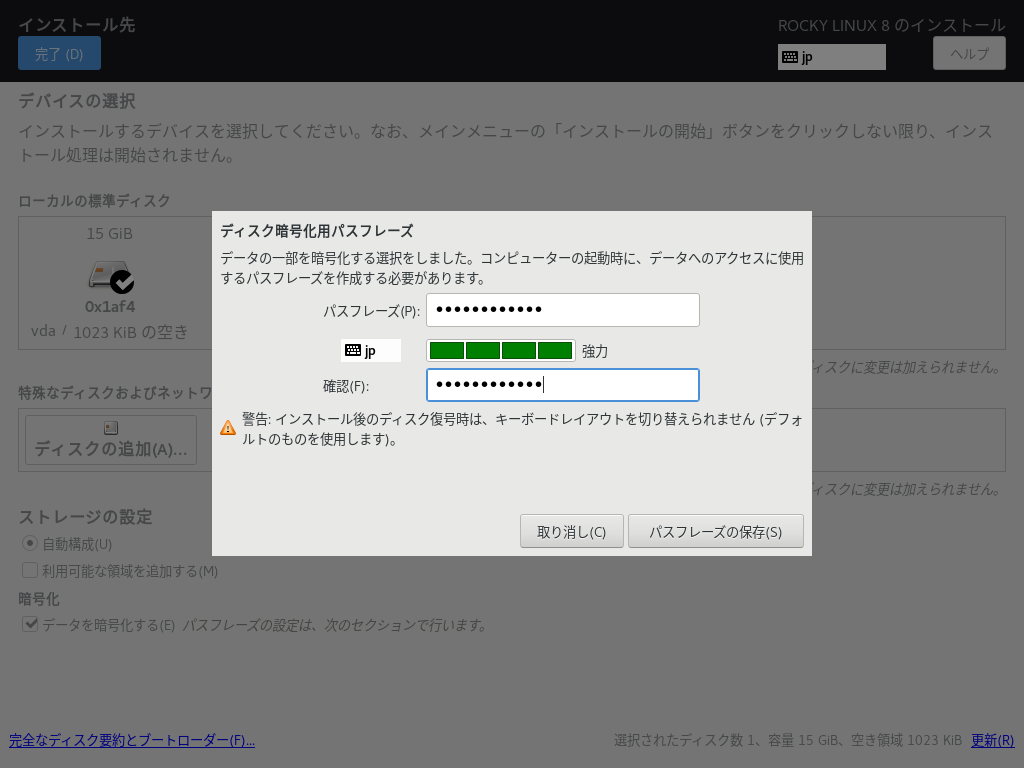 インストール先
ROCKY LINUX 8 のインストール
完了 (D)
jp
ヘルプ
デバイスの選択
インストールするデバイスを選択してください。なお、メインメニューの「インストールの開始」ボタンをクリックしない限り、インス
トール処理は開始されません。
ローカルの標準ディスク
15 GiB
0x1af4
vda / 1023 KiB の空き
ィスクに変更は加えられません。
特殊なディスクおよびネットワ
ディスクの追加(A)...
ィスクに変更は加えられません。
ディスク暗号化用パスフレーズ
データの一部を暗号化する選択をしました。コンピューターの起動時に、データへのアクセスに使用
するパスフレーズを作成する必要があります。
パスフレーズ(P): ●●●●●●●●●●●●
jp
強力
確認(F): ●●●●●●●●●●●●
警告: インストール後のディスク復号時は、キーボードレイアウトを切り替えられません (デフォ
ルトのものを使用します)。
取り消し(C)
パスフレーズの保存(S)
ストレージの設定
自動構成(U)
利用可能な領域を追加する(M)
暗号化
データを暗号化する(E) パスフレーズの設定は、次のセクションで行います。
完全なディスク要約とブートローダー(F)...
選択されたディスク数 1、容量 15 GiB、空き領域 1023 KiB 更新(R)